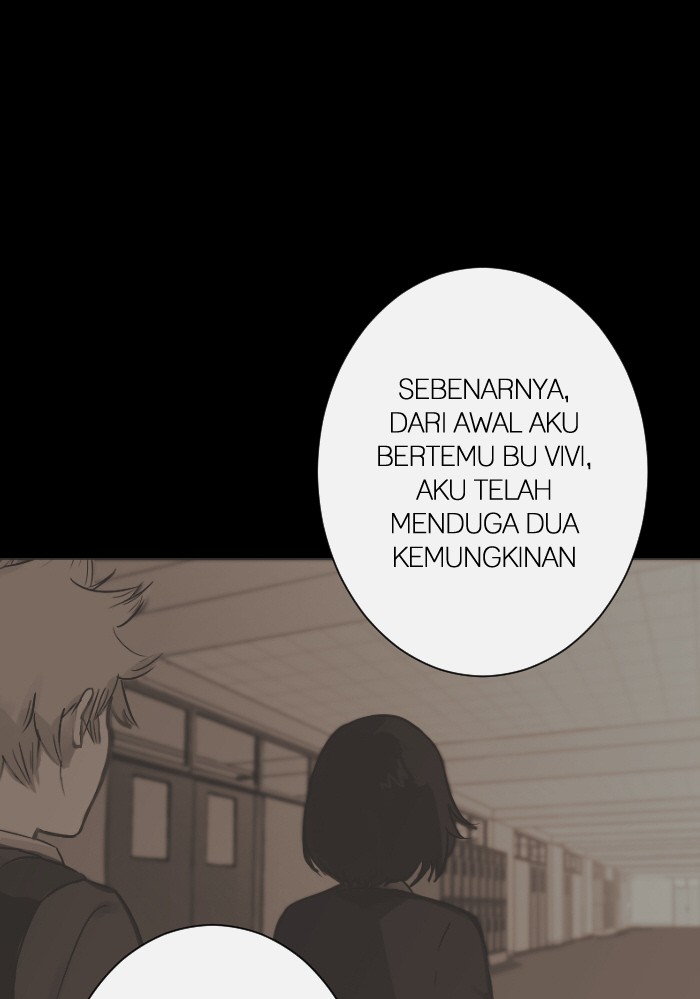 SEBENARNYA,
DARI AWAL AKU
BERTEMU BU VIVI,
AKU TELAH
MENDUGA DUA
KEMUNGKINAN